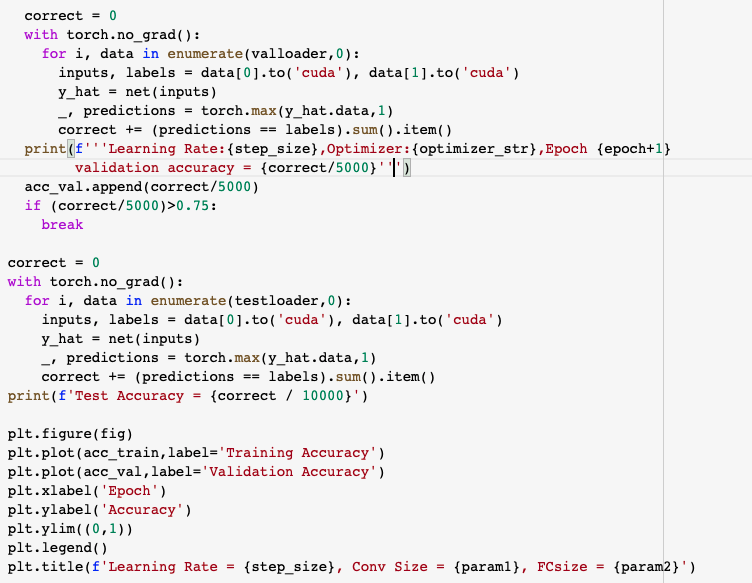 correct = 0
with torch.no_grad():
for i, data in enumerate(valloader,0):
inputs, labels = data[0].to('cuda'), data[1].to('cuda')
y_hat = net(inputs)
_, predictions = torch.max(y_hat.data,1)
correct += (predictions == labels).sum().item()
print(f'''Learning Rate:{step_size},Optimizer:{optimizer_str},Epoch {epoch+1}
validation accuracy = {correct/5000}''')
acc_val.append(correct/5000)
if (correct/5000)>0.75:
break
correct = 0
with torch.no_grad():
for i, data in enumerate(testloader,0):
inputs, labels = data[0].to('cuda'), data[1].to('cuda')
y_hat = net(inputs)
_, predictions = torch.max(y_hat.data,1)
correct += (predictions == labels).sum().item()
print(f'Test Accuracy = {correct / 10000}')
plt.figure(fig)
plt.plot(acc_train,label='Training Accuracy')
plt.plot(acc_val,label='Validation Accuracy')
plt.xlabel('Epoch')
plt.ylabel('Accuracy')
plt.ylim((0,1))
plt.legend()
plt.title(f'Learning Rate = {step_size}, Conv Size = {param1}, FCsize = {param2}')